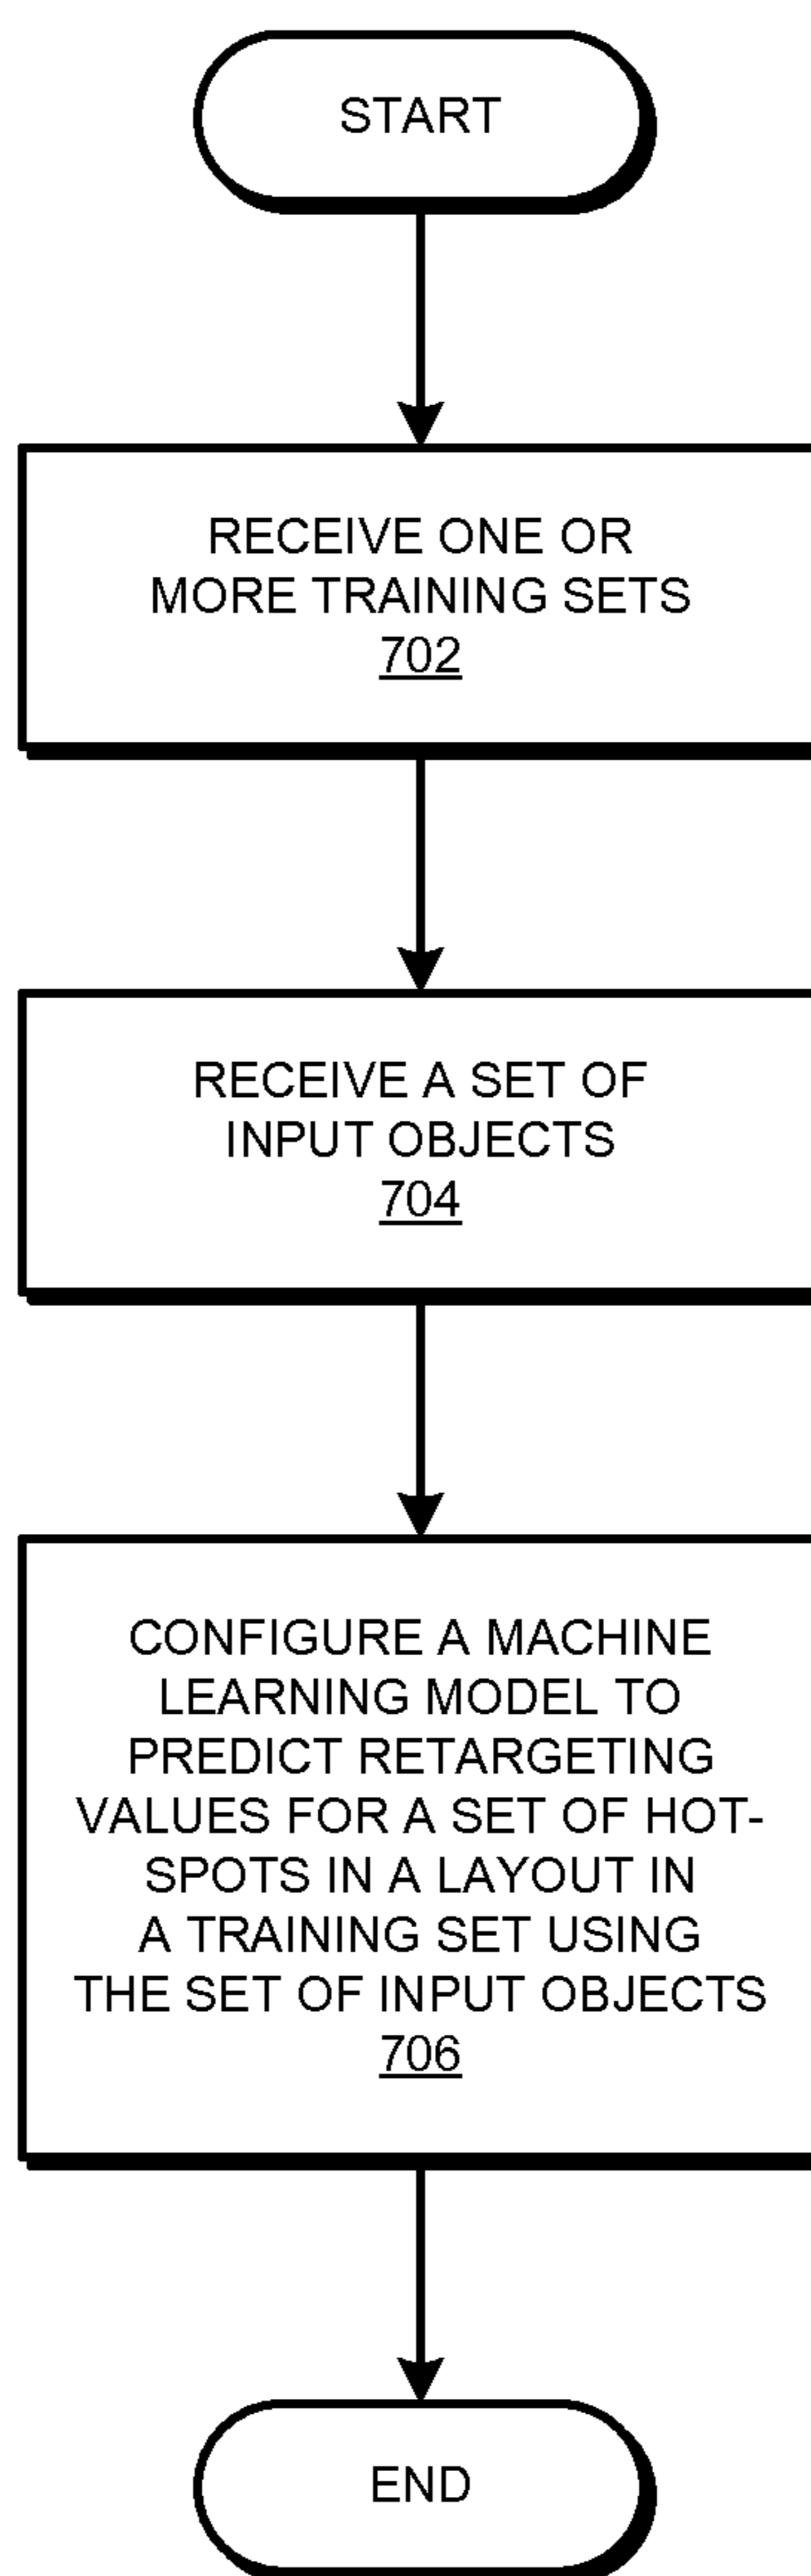 START
RECEIVE ONE OR
MORE TRAINING SETS
702
RECEIVE A SET OF
INPUT OBJECTS
704
CONFIGURE A MACHINE
LEARNING MODEL TO
PREDICT RETARGETING
VALUES FOR A SET OF HOT-
SPOTS IN A LAYOUT IN
A TRAINING SET USING
THE SET OF INPUT OBJECTS
706
END